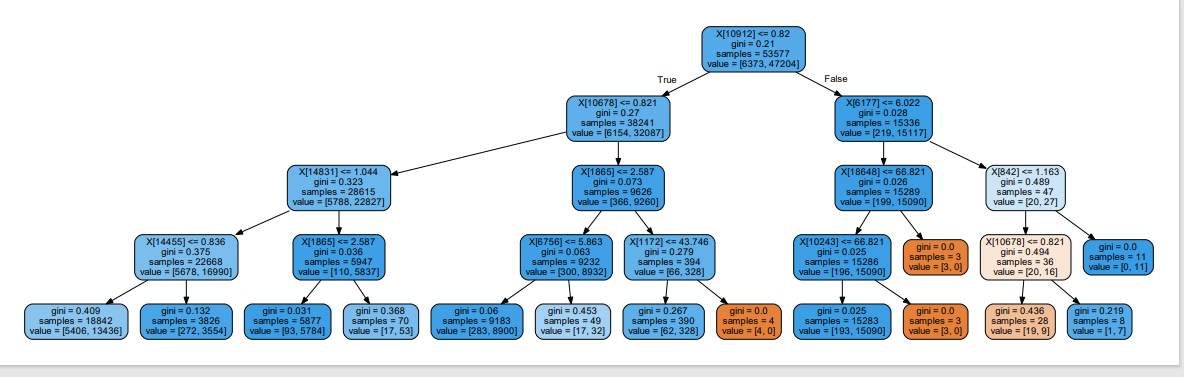 X[10912] <= 0.82
gini = 0.21
samples = 53577
value = [6373, 47204]
True
False
X[10678] <= 0.821
gini = 0.27
samples = 38241
value = [6154, 32087]
X[6177] <= 6.022
gini = 0.028
samples = 15336
value = [219, 15117]
X[14831] <= 1.044
gini = 0.323
samples = 28615
value = [5788, 22827]
X[1865] <= 2.587
gini = 0.073
samples = 9626
value = [366, 9260]
X[18648] <= 66.821
gini = 0.026
samples = 15289
value = [199, 15090]
X[842] <= 1.163
gini = 0.489
samples = 47
value = [20, 27]
X[14455] <= 0.836
gini = 0.375
samples = 22668
value = [5678, 16990]
X[1865] <= 2.587
gini = 0.036
samples = 5947
value = [110, 5837]
X[6756] <= 5.863
gini = 0.063
samples = 9232
value = [300, 8932]
X[1172] <= 43.746
gini = 0.279
samples = 394
value = [66, 328]
X[10243] <= 66.821
gini = 0.025
samples = 15286
value = [196, 15090]
gini = 0.0
samples = 3
value = [3, 0]
X[10678] <= 0.821
gini = 0.494
samples = 36
value = [20, 16]
gini = 0.0
samples = 11
value = [0, 11]
gini = 0.409
samples = 18842
value = [5406, 13436]
gini = 0.132
samples = 3826
value = [272, 3554]
gini = 0.031
samples = 5877
value = [93, 5784]
gini = 0.368
samples = 70
value = [17, 53]
gini = 0.06
samples = 9183
value = [283, 8900]
gini = 0.453
samples = 49
value = [17, 32]
gini = 0.267
samples = 390
value = [62, 328]
gini = 0.0
samples = 4
value = [4, 0]
gini = 0.025
samples = 15283
value = [193, 15090]
gini = 0.0
samples = 3
value = [3, 0]
gini = 0.436
samples = 28
value = [19, 9]
gini = 0.219
samples = 8
value = [1, 7]